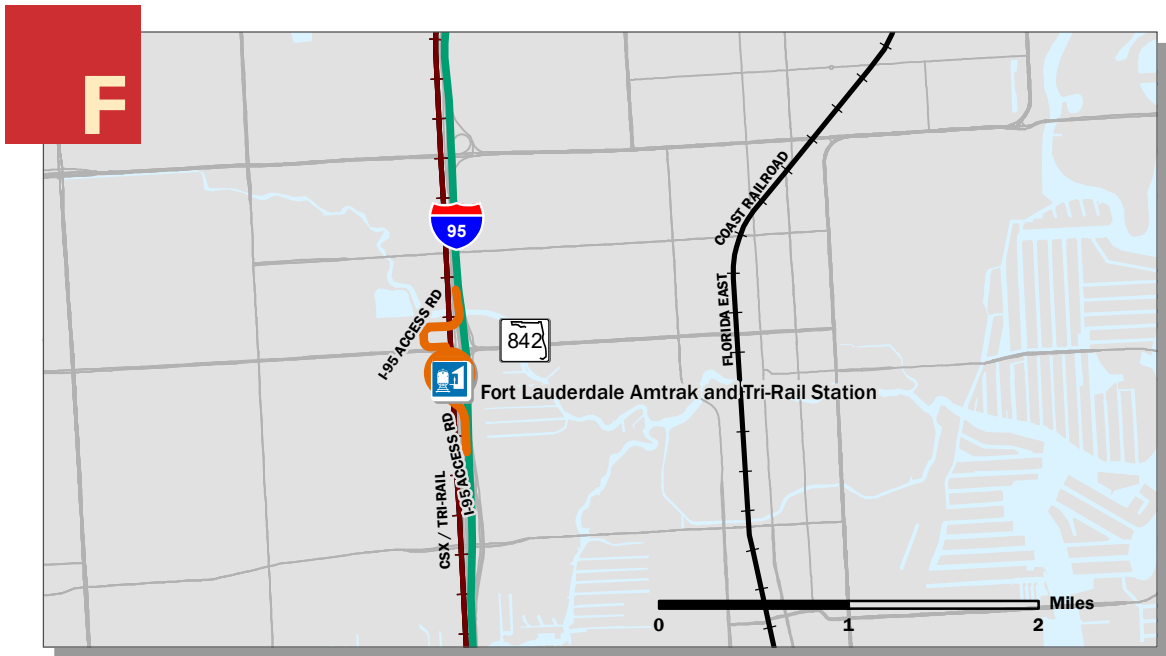 F
COAST RAILROAD
95
FLORIDA EAST
I-95 ACCESS RD
842
Fort Lauderdale Amtrak and Tri-Rail Station
I-95 ACCESS RD
CSX / TRI-RAIL
Miles
0 1 2